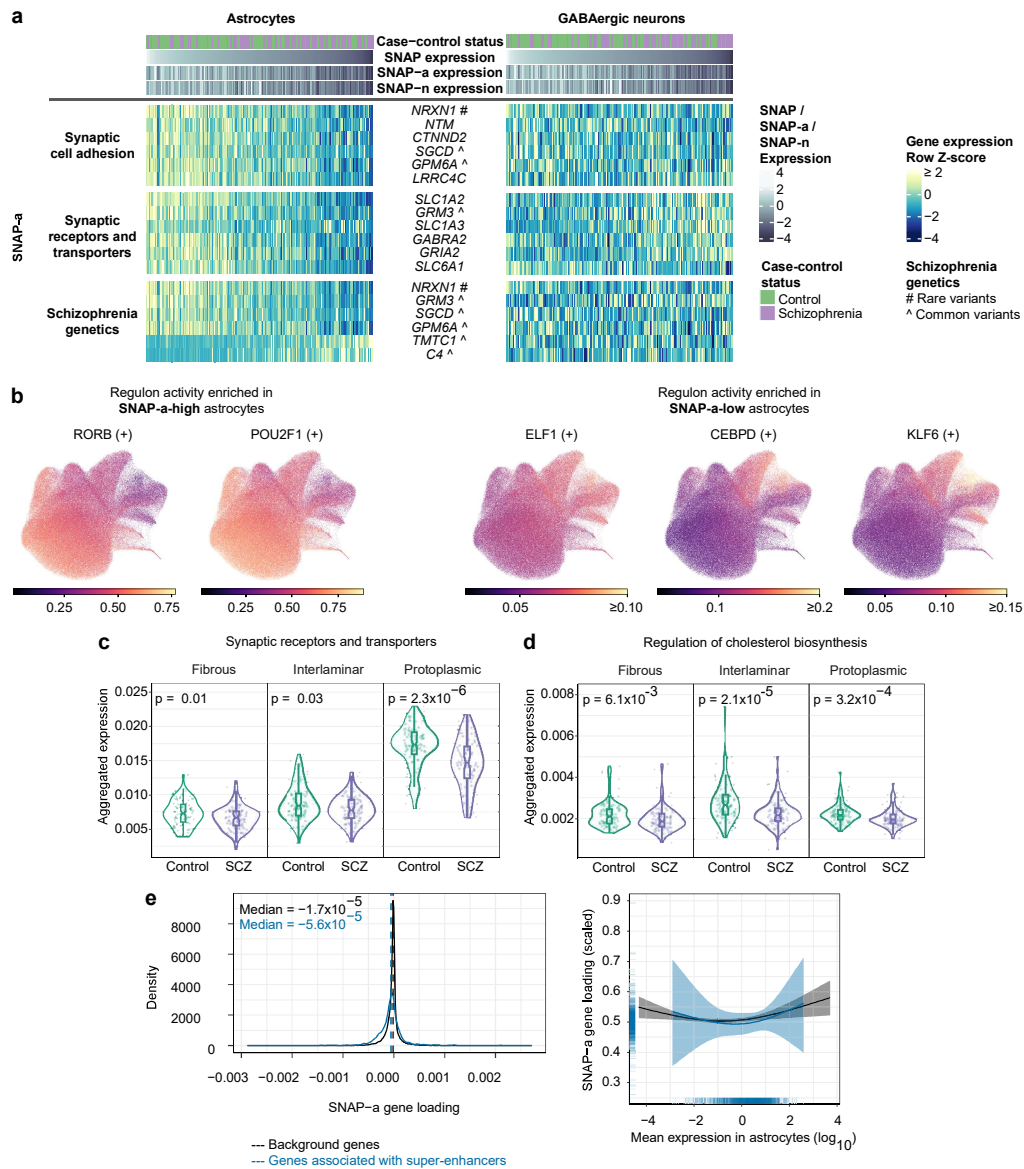 a
Astrocytes
GABAergic neurons
Case−control status
SNAP expression
SNAP−a expression
SNAP−n expression
SNAP-a
Synaptic
cell adhesion
NRXN1 #
NTM
CTNND2
SGCD ^
GPM6A ^
LRRC4C
Synaptic
receptors and
transporters
SLC1A2
GRM3 ^
SLC1A3
GABRA2
GRIA2
SLC6A1
Schizophrenia
genetics
NRXN1 #
GRM3 ^
SGCD ^
GPM6A ^
TMTC1 ^
C4 ^
SNAP /
SNAP-a /
SNAP-n
Expression
4
2
0
−2
−4
Gene expression
Row Z-score
≥ 2
0
−2
−4
Case-control
status
Control
Schizophrenia
Schizophrenia
genetics
# Rare variants
^ Common variants
b
Regulon activity enriched in
SNAP-a-high astrocytes
Regulon activity enriched in
SNAP-a-low astrocytes
RORB (+)
POU2F1 (+)
ELF1 (+)
CEBPD (+)
KLF6 (+)
0.25 0.50 0.75
0.25 0.50 0.75
0.05 ≥0.10
0.1 ≥0.2
0.05 0.10 ≥0.15
c
Synaptic receptors and transporters
Fibrous Interlaminar Protoplasmic
p = 0.01
p = 0.03
p = 2.3x10−6
Aggregated expression
0.025
0.020
0.015
0.010
0.005
Control SCZ Control SCZ Control SCZ
d
Regulation of cholesterol biosynthesis
Fibrous Interlaminar Protoplasmic
p = 6.1x10−3
p = 2.1x10−5
p = 3.2x10−4
Aggregated expression
0.008
0.006
0.004
0.002
Control SCZ Control SCZ Control SCZ
e
Median = −1.7x10−5
Median = −5.6x10−5
Density
8000
6000
4000
2000
0
−0.003 −0.002 −0.001 0.000 0.001 0.002
SNAP−a gene loading
--- Background genes
--- Genes associated with super-enhancers
SNAP−a gene loading (scaled)
0.9
0.8
0.7
0.6
0.5
0.4
0.3
−4 −2 0 2 4
Mean expression in astrocytes (log10)